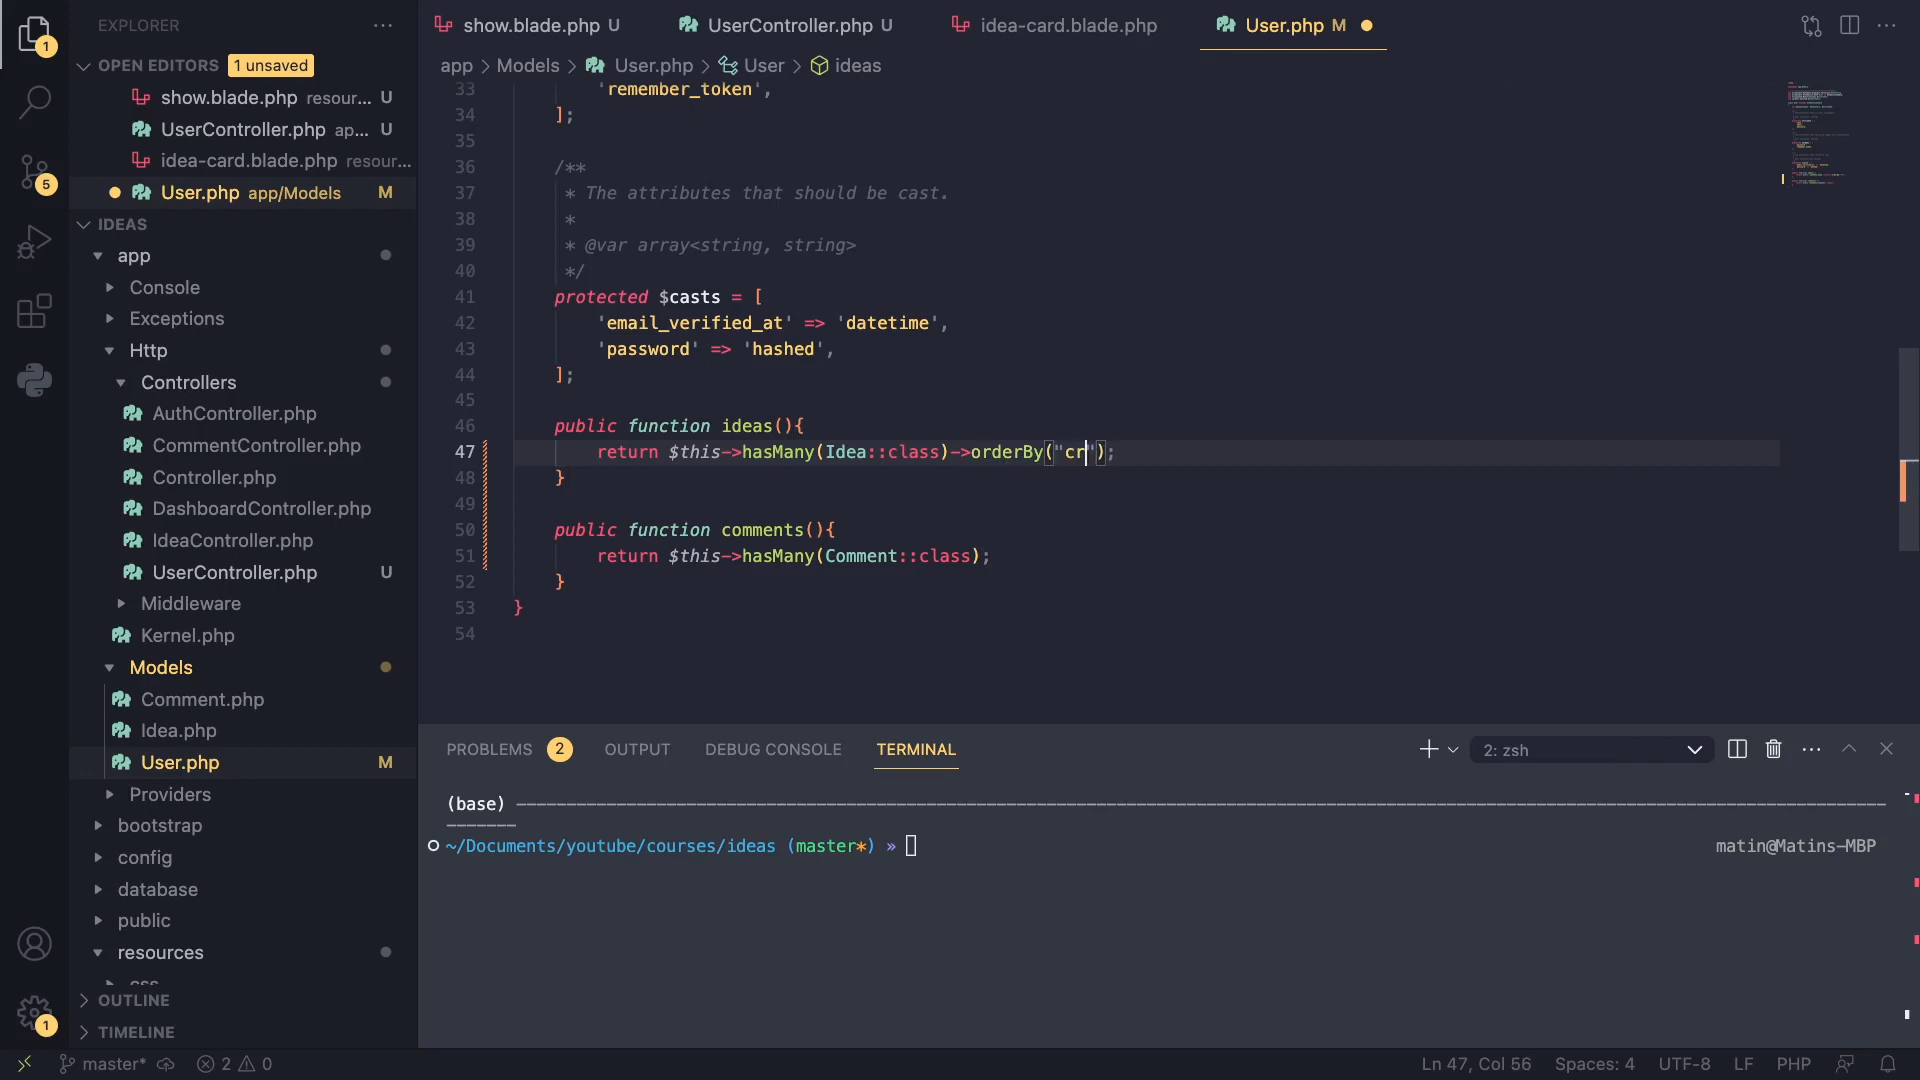 EXPLORER
OPEN EDITORS 1 unsaved
show.blade.php resour... U
UserController.php ap... U
idea-card.blade.php resour...
User.php app/Models M
IDEAS
app
Console
Exceptions
Http
Controllers
AuthController.php
CommentController.php
Controller.php
DashboardController.php
IdeaController.php
UserController.php U
Middleware
Kernel.php
Models
Comment.php
Idea.php
User.php M
Providers
bootstrap
config
database
public
resources
css
OUTLINE
TIMELINE
1
5
1
show.blade.php U
UserController.php U
idea-card.blade.php
User.php M
app > Models > User.php > User > ideas
33 'remember_token',
34 ];
35
36 /**
37 * The attributes that should be cast.
38 *
39 * @var array<string, string>
40 */
41 protected $casts = [
42 'email_verified_at' => 'datetime',
43 'password' => 'hashed',
44 ];
45
46 public function ideas(){
47 return $this->hasMany(Idea::class)->orderBy("cr");
48 }
49
50 public function comments(){
51 return $this->hasMany(Comment::class);
52 }
53 }
54
PROBLEMS 2 OUTPUT DEBUG CONSOLE TERMINAL
2: zsh
(base) ----------
~/Documents/youtube/courses/ideas (master*) »
matin@Matins-MBP
master* 2 0
Ln 47, Col 56 Spaces: 4 UTF-8 LF PHP